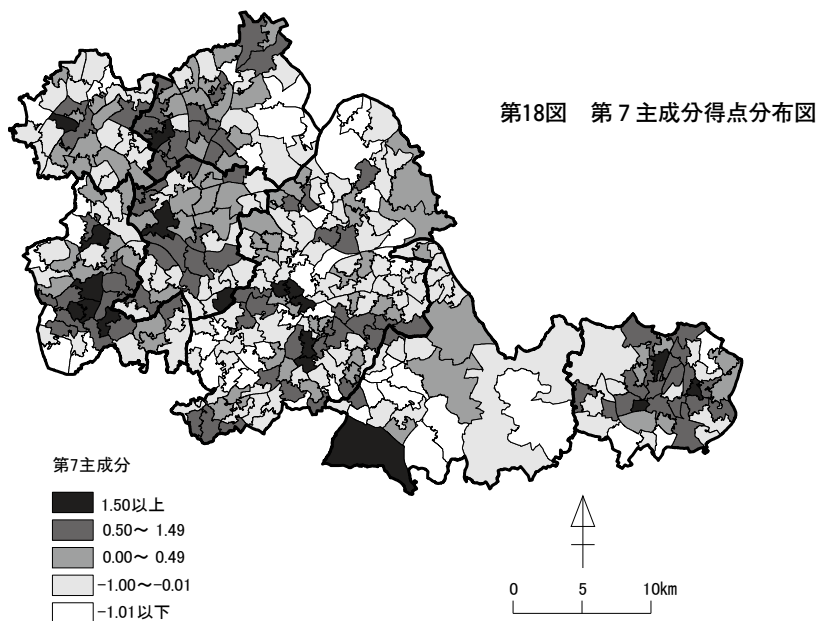 第18図　第７主成分得点分布図
第7主成分
1.50以上
0.50～ 1.49
0.00～ 0.49
-1.00～-0.01
-1.01以下
0 5 10km